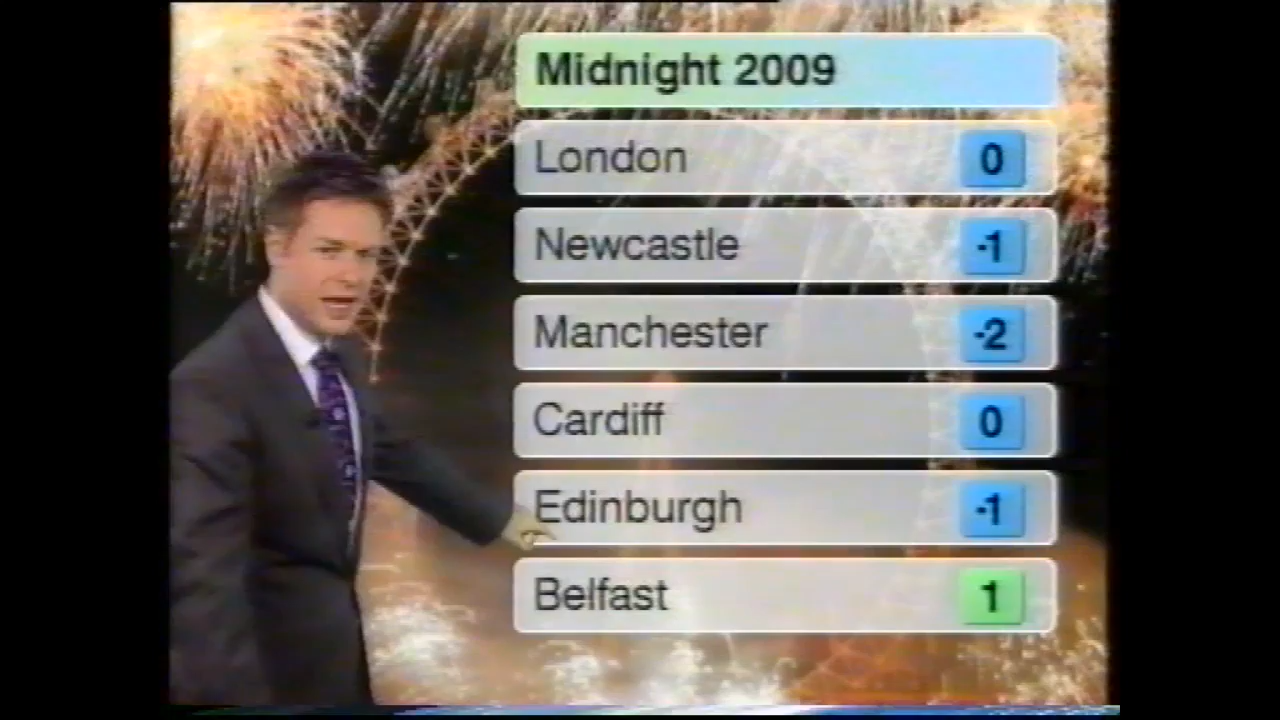 Midnight 2009
London 0
Newcastle -1
Manchester -2
Cardiff 0
Edinburgh -1
Belfast 1